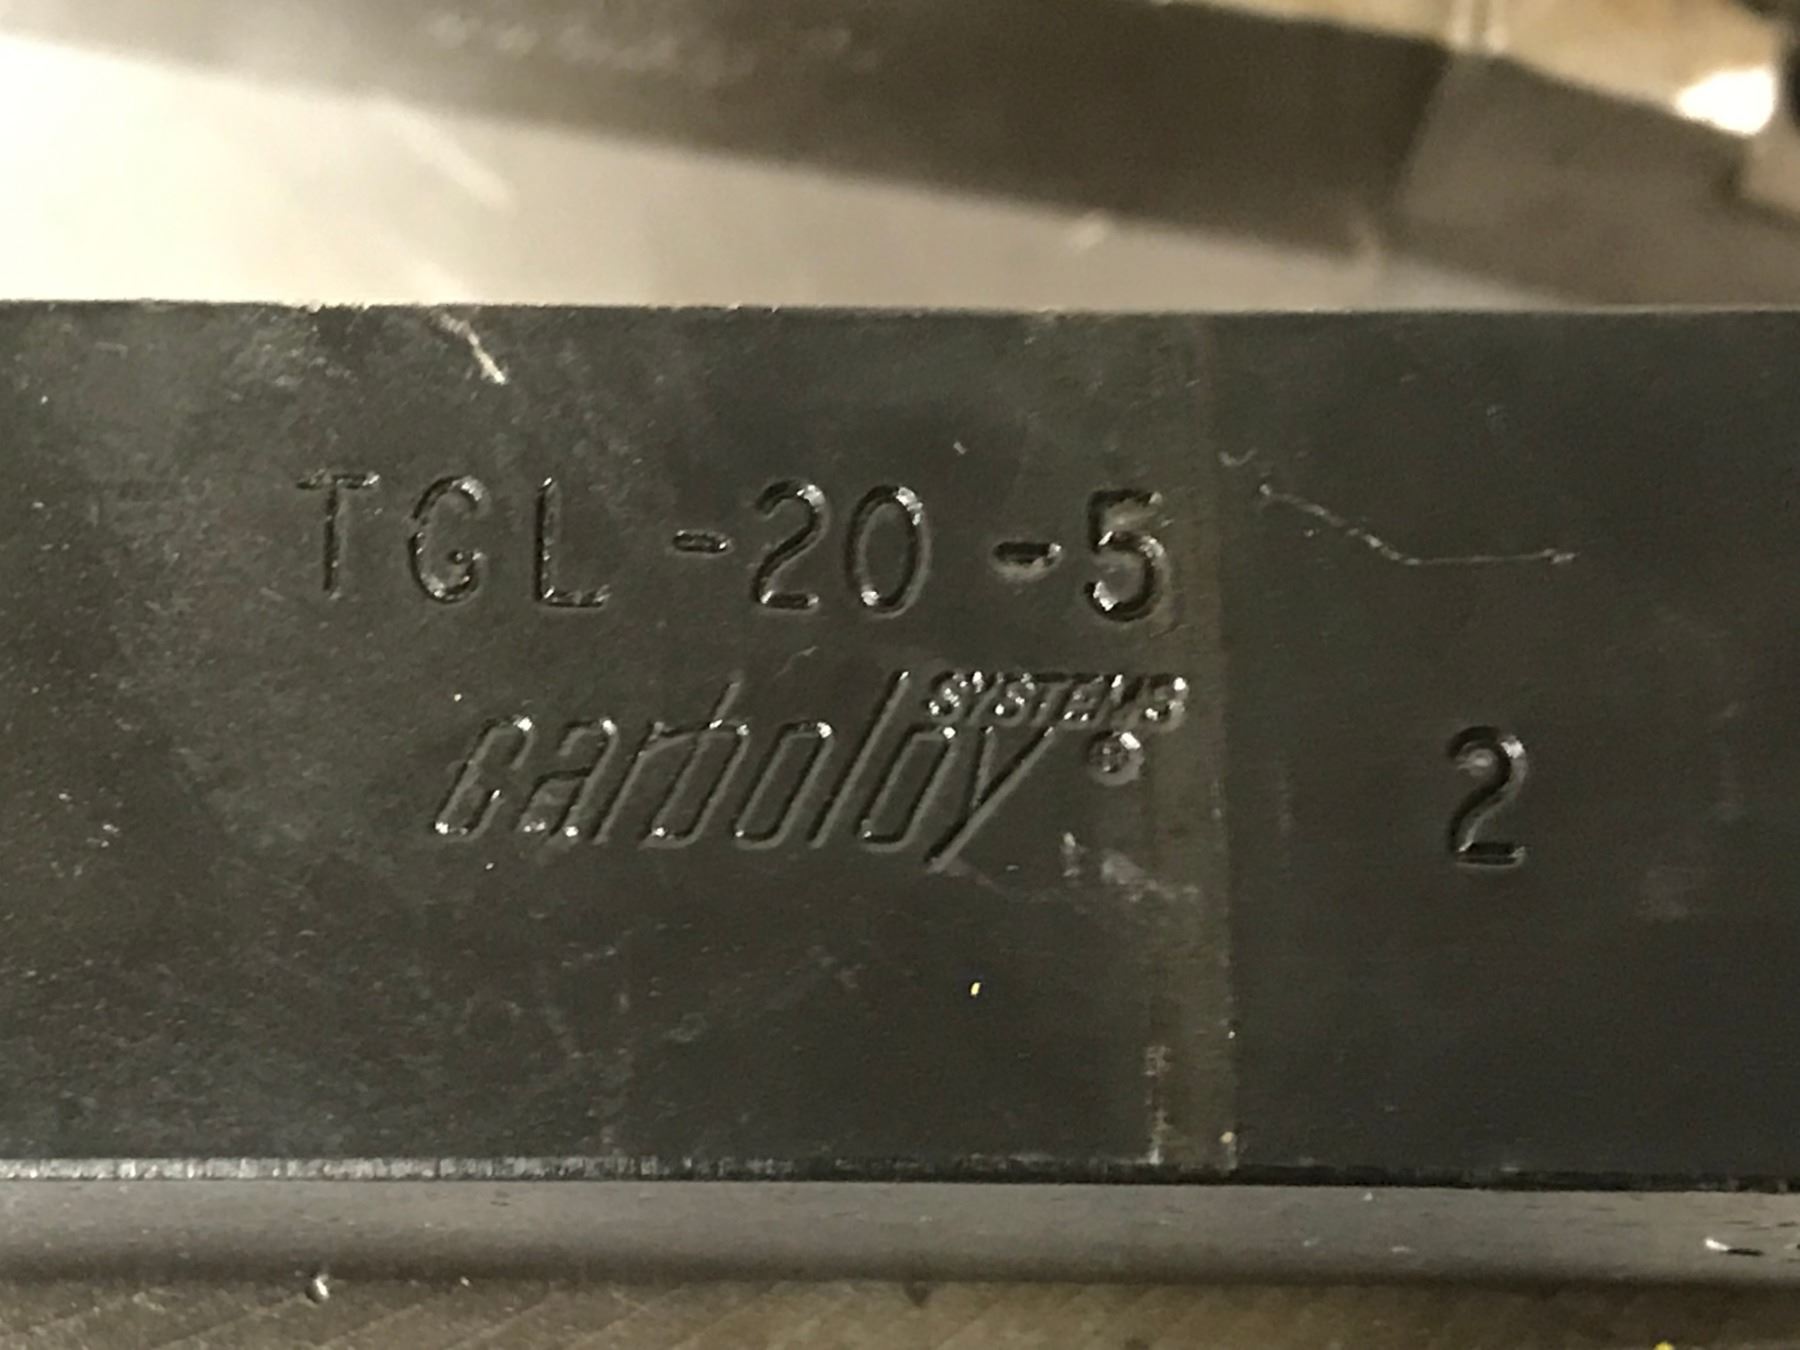 TGL-20-5
carboloy SYSTEMS ®
2